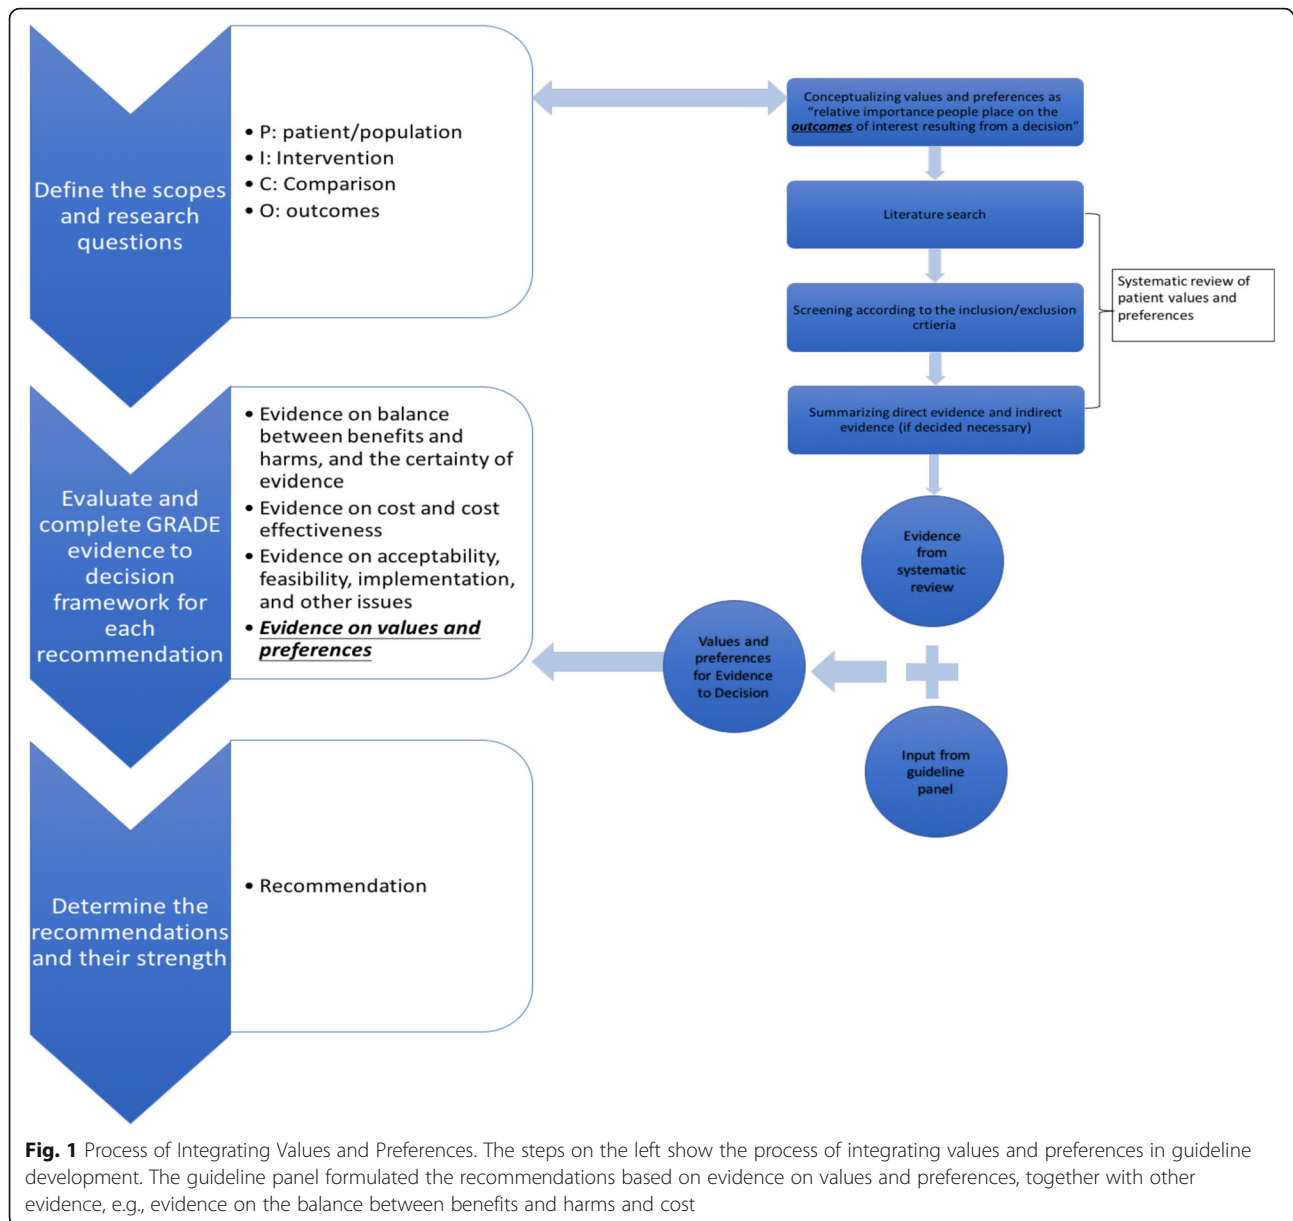 Define the scopes
and research
questions
• P: patient/population
• I: Intervention
• C: Comparison
• O: outcomes
Conceptualizing values and preferences as
“relative importance people place on the
outcomes of interest resulting from a decision”
Literature search
Screening according to the inclusion/exclusion
crtieria
Summarizing direct evidence and indirect
evidence (if decided necessary)
Systematic review of
patient values and
preferences
Evaluate and
complete GRADE
evidence to
decision
framework for
each
recommendation
• Evidence on balance
between benefits and
harms, and the certainty of
evidence
• Evidence on cost and cost
effectiveness
• Evidence on acceptability,
feasibility, implementation,
and other issues
• Evidence on values and
preferences
Evidence
from
systematic
review
Values and
preferences
for Evidence
to Decision
Input from
guideline
panel
Determine the
recommendations
and their strength
• Recommendation
Fig. 1 Process of Integrating Values and Preferences. The steps on the left show the process of integrating values and preferences in guideline
development. The guideline panel formulated the recommendations based on evidence on values and preferences, together with other
evidence, e.g., evidence on the balance between benefits and harms and cost